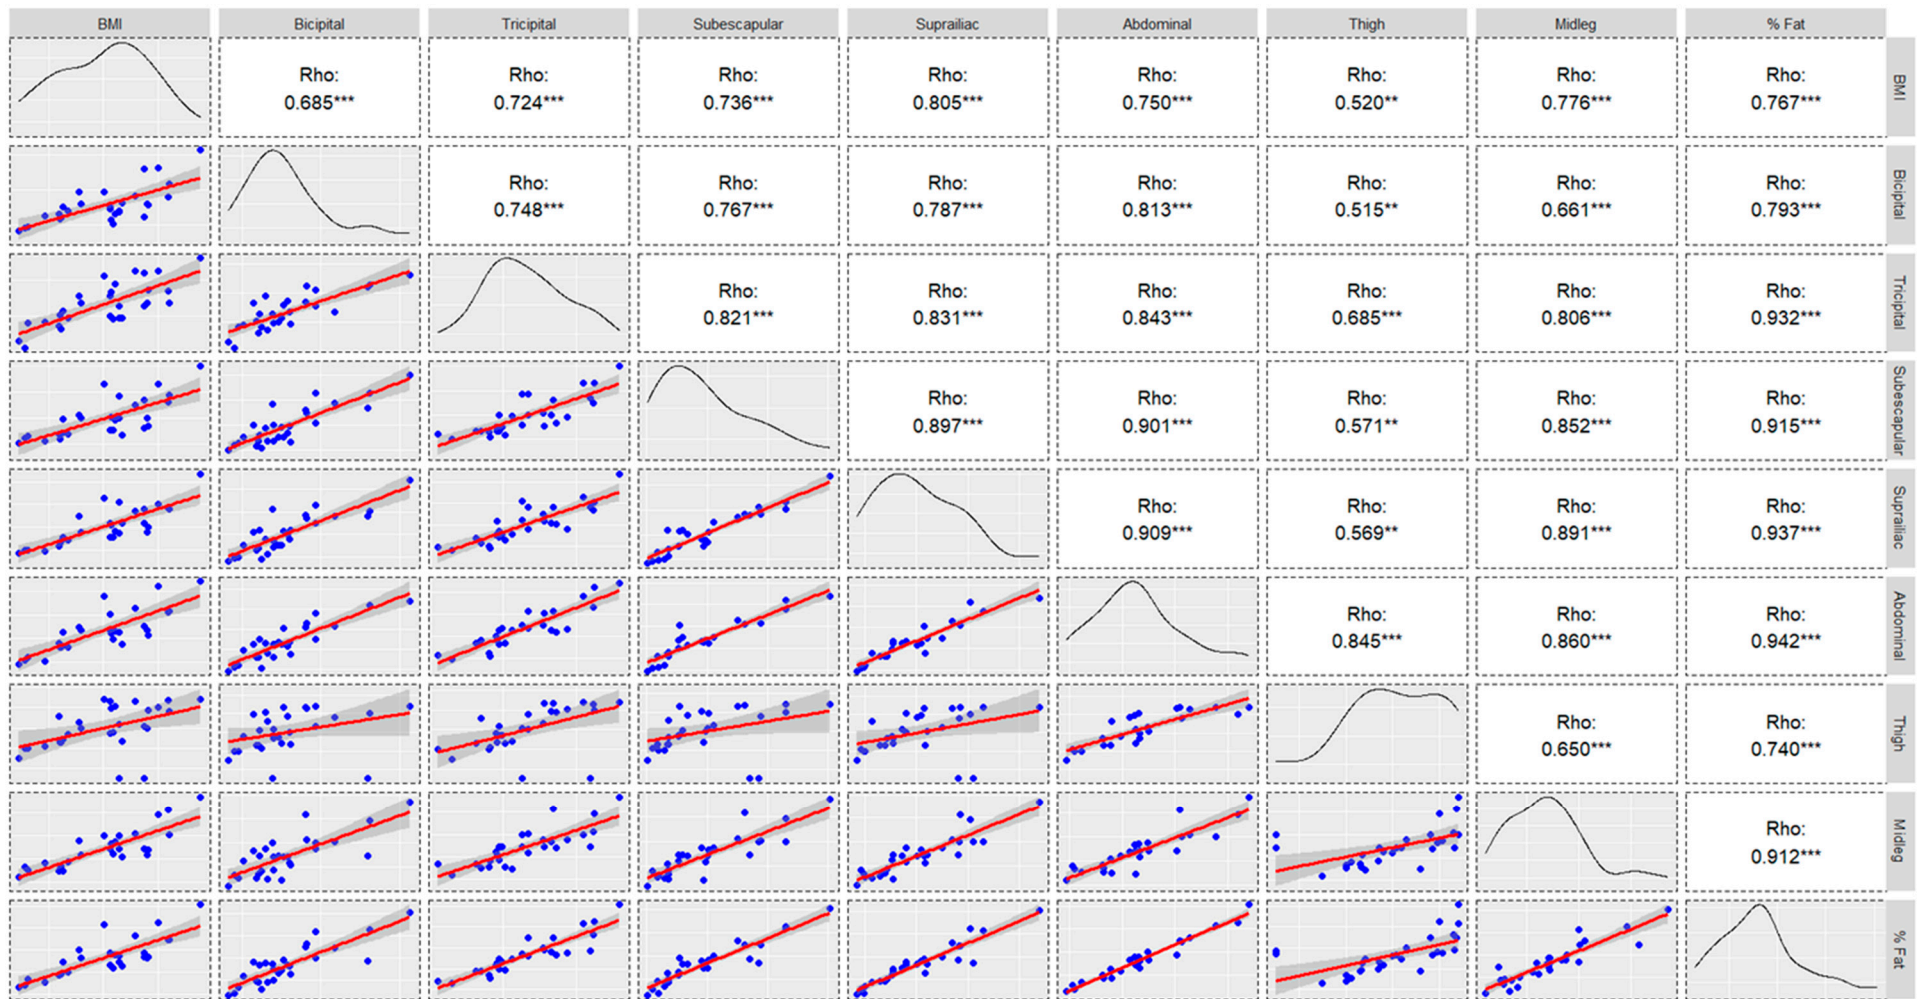 BMI Bicipital Tricipital Subescapular Suprailiac Abdominal Thigh Midleg % Fat
Rho: Rho: Rho: Rho: Rho: Rho: Rho: Rho:
0.685*** 0.724*** 0.736*** 0.805*** 0.750*** 0.520** 0.776*** 0.767***
BMI
Rho: Rho: Rho: Rho: Rho: Rho: Rho:
0.748*** 0.767*** 0.787*** 0.813*** 0.515** 0.661*** 0.793***
Bicipital
Rho: Rho: Rho: Rho: Rho: Rho:
0.821*** 0.831*** 0.843*** 0.685*** 0.806*** 0.932***
Tricipital
Rho: Rho: Rho: Rho: Rho:
0.897*** 0.901*** 0.571** 0.852*** 0.915***
Subescapular
Rho: Rho: Rho: Rho:
0.909*** 0.569** 0.891*** 0.937***
Suprailiac
Rho: Rho: Rho:
0.845*** 0.860*** 0.942***
Abdominal
Rho: Rho:
0.650*** 0.740***
Thigh
Rho:
0.912***
Midleg
% Fat